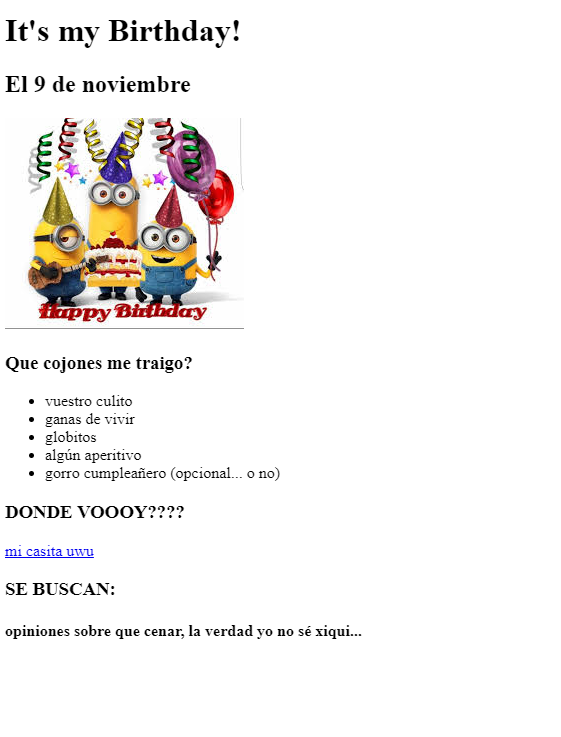 It's my Birthday!
El 9 de noviembre
Happy Birthday
Que cojones me traigo?
vuestro culito
ganas de vivir
globitos
algún aperitivo
gorro cumpleañero (opcional... o no)
DONDE VOOOY????
mi casita uwu
SE BUSCAN:
opiniones sobre que cenar, la verdad yo no sé xiqui...